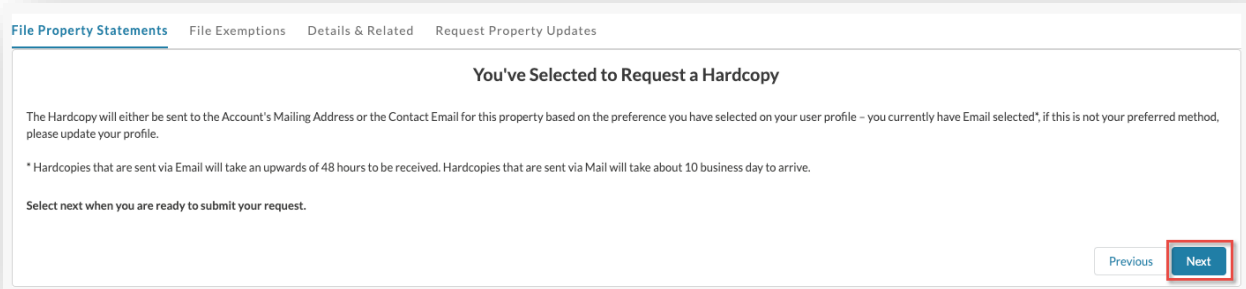 File Property Statements File Exemptions Details & Related Request Property Updates
You've Selected to Request a Hardcopy
The Hardcopy will either be sent to the Account's Mailing Address or the Contact Email for this property based on the preference you have selected on your user profile – you currently have Email selected*, if this is not your preferred method,
please update your profile.
* Hardcopies that are sent via Email will take an upwards of 48 hours to be received. Hardcopies that are sent via Mail will take about 10 business day to arrive.
Select next when you are ready to submit your request.
Previous Next